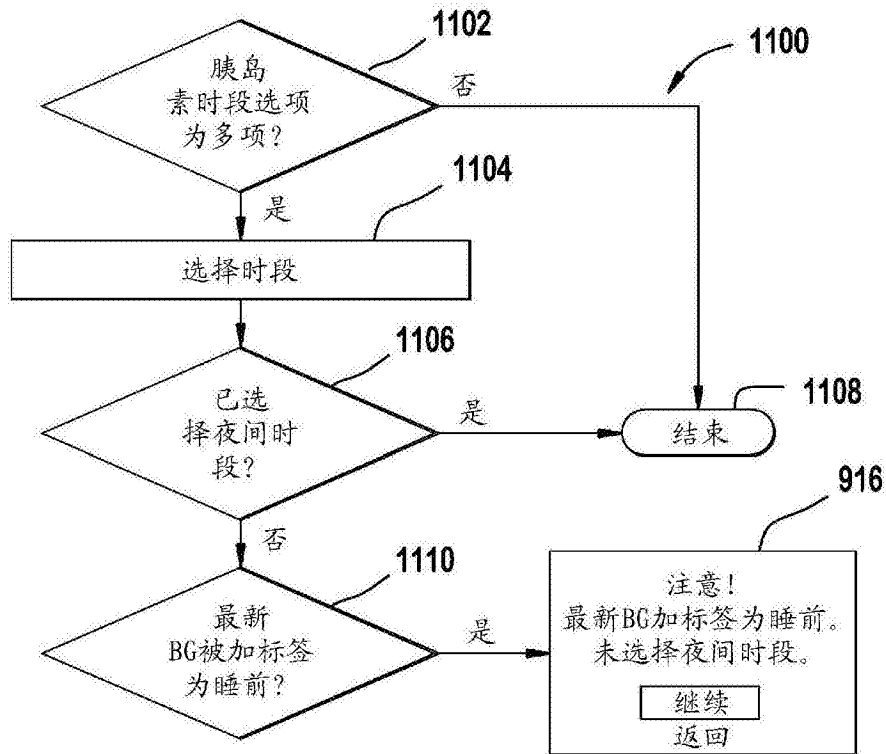 1102
1100
胰岛
素时段选项
为多项?
否
是
1104
选择时段
1106
已选
择夜间时
段?
是
1108
结束
否
916
1110
最新
BG被加标签
为睡前?
是
注意!
最新BG加标签为睡前。
未选择夜间时段。
继续
返回